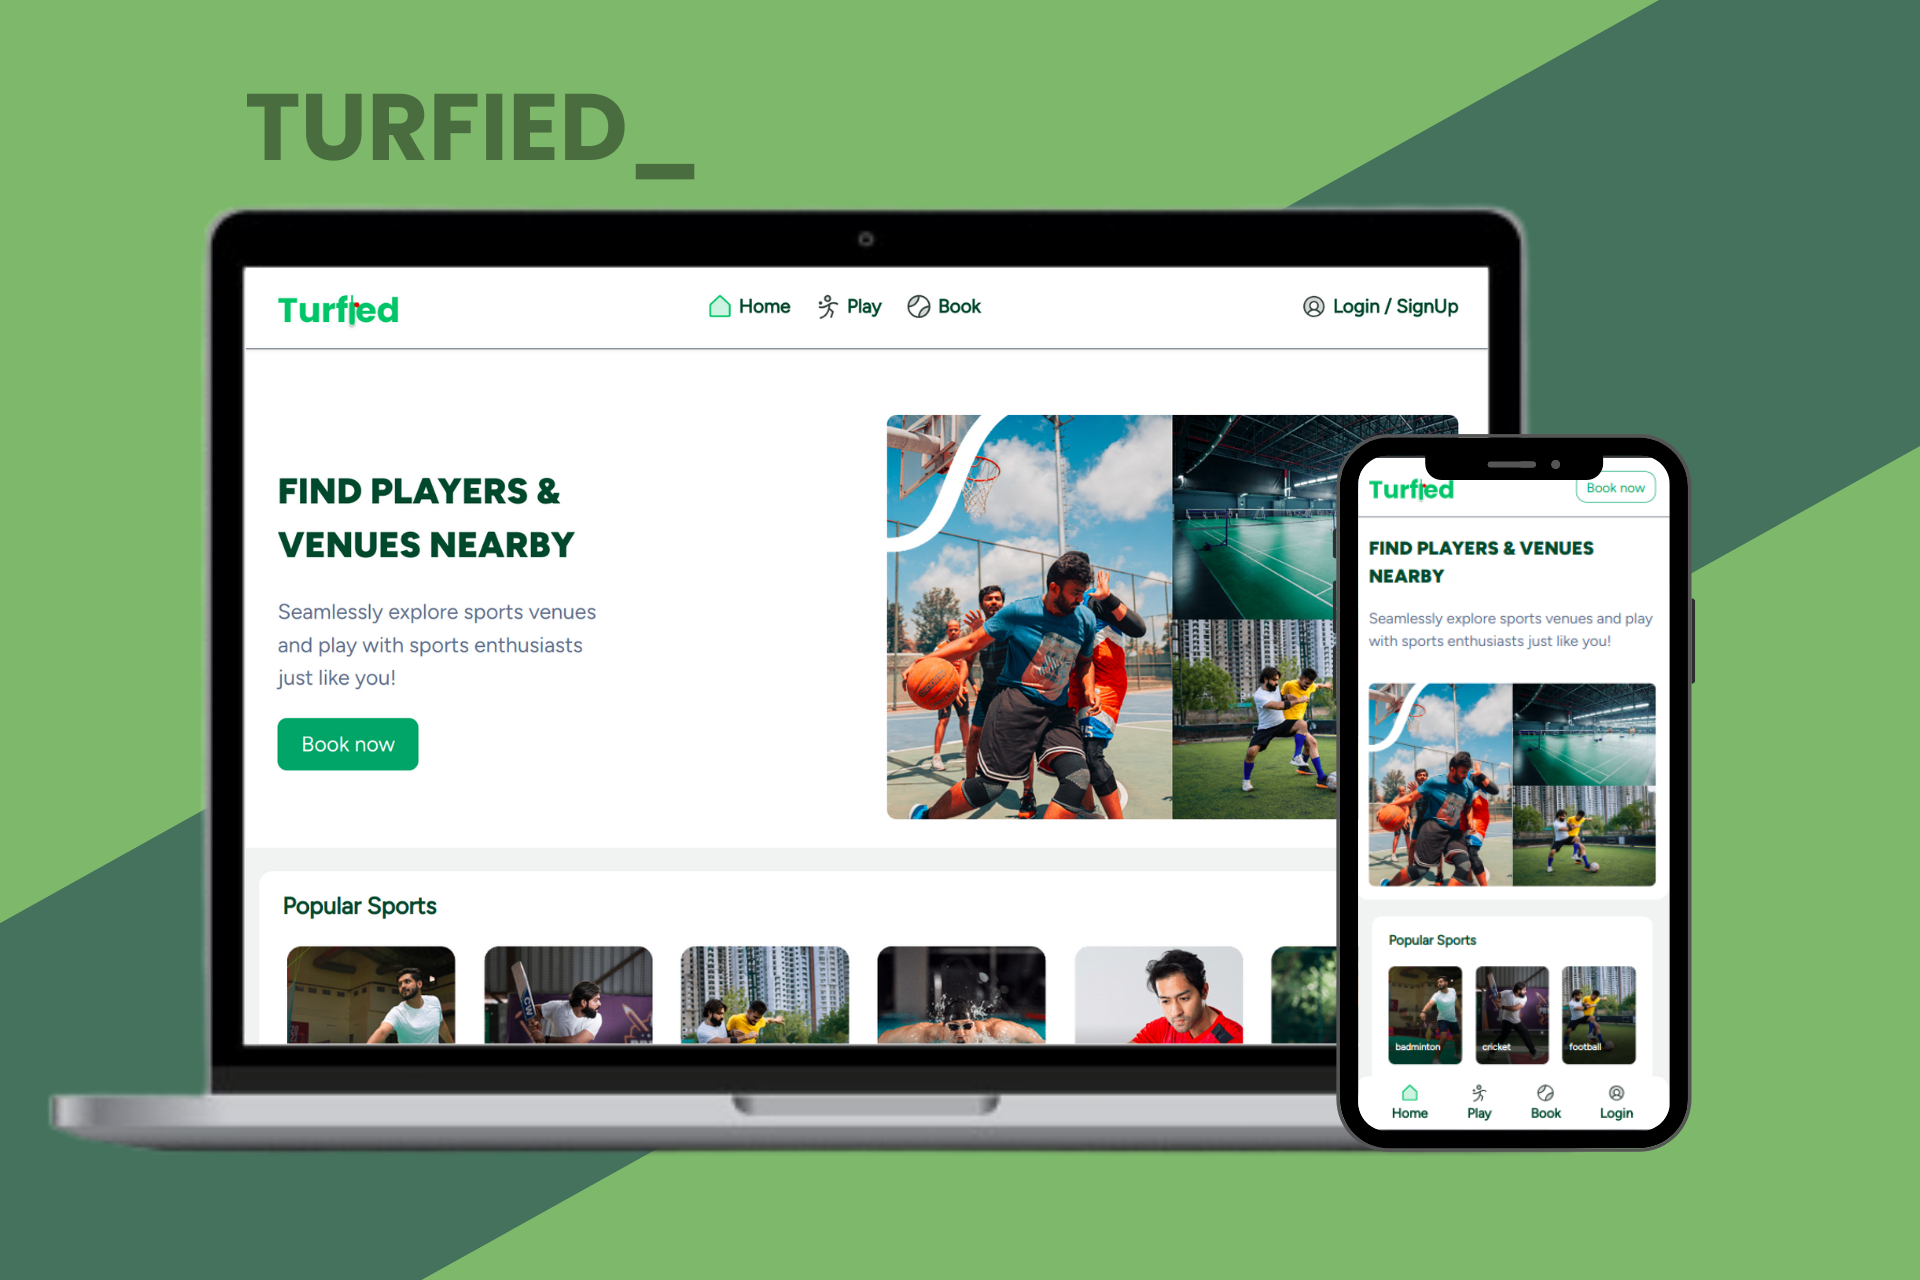 TURFIED_
Turfied
Home
Play
Book
Login / SignUp
FIND PLAYERS &
VENUES NEARBY
Seamlessly explore sports venues
and play with sports enthusiasts
just like you!
Book now
Popular Sports
Turfied
Book now
FIND PLAYERS & VENUES
NEARBY
Seamlessly explore sports venues and play
with sports enthusiasts just like you!
Popular Sports
badminton
cricket
football
Home
Play
Book
Login